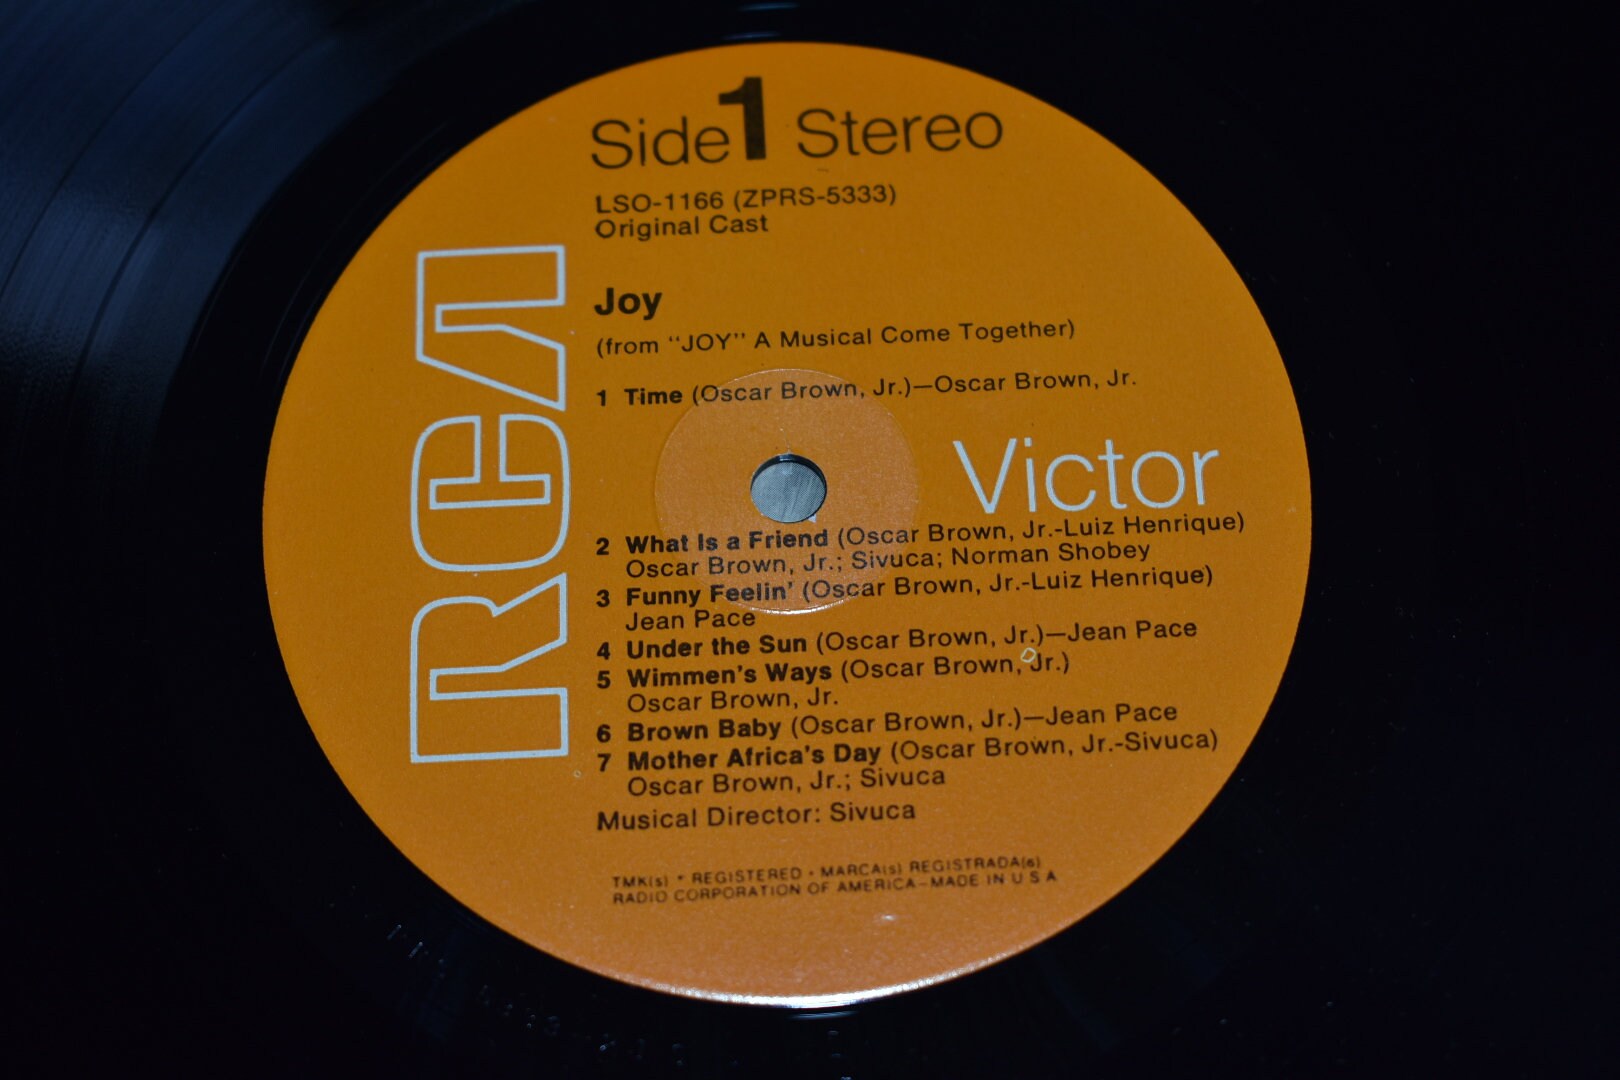 Side 1 Stereo
LSO-1166 (ZPRS-5333)
Original Cast
RCA
Joy
(from "JOY" A Musical Come Together)
1 Time (Oscar Brown, Jr.)—Oscar Brown, Jr.
Victor
2 What Is a Friend (Oscar Brown, Jr.-Luiz Henrique)
Oscar Brown, Jr.; Sivuca; Norman Shobey
3 Funny Feelin' (Oscar Brown, Jr.-Luiz Henrique)
Jean Pace
4 Under the Sun (Oscar Brown, Jr.)—Jean Pace
5 Wimmen's Ways (Oscar Brown, Jr.)
Oscar Brown, Jr.
6 Brown Baby (Oscar Brown, Jr.)—Jean Pace
7 Mother Africa's Day (Oscar Brown, Jr.-Sivuca)
Oscar Brown, Jr.; Sivuca
Musical Director: Sivuca
TMK(s) • REGISTERED • MARCA(s) REGISTRADA(s)
RADIO CORPORATION OF AMERICA—MADE IN U S A